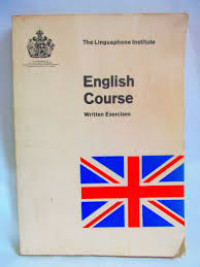 The Linguaphone Institute
English
Course
Written Exercises